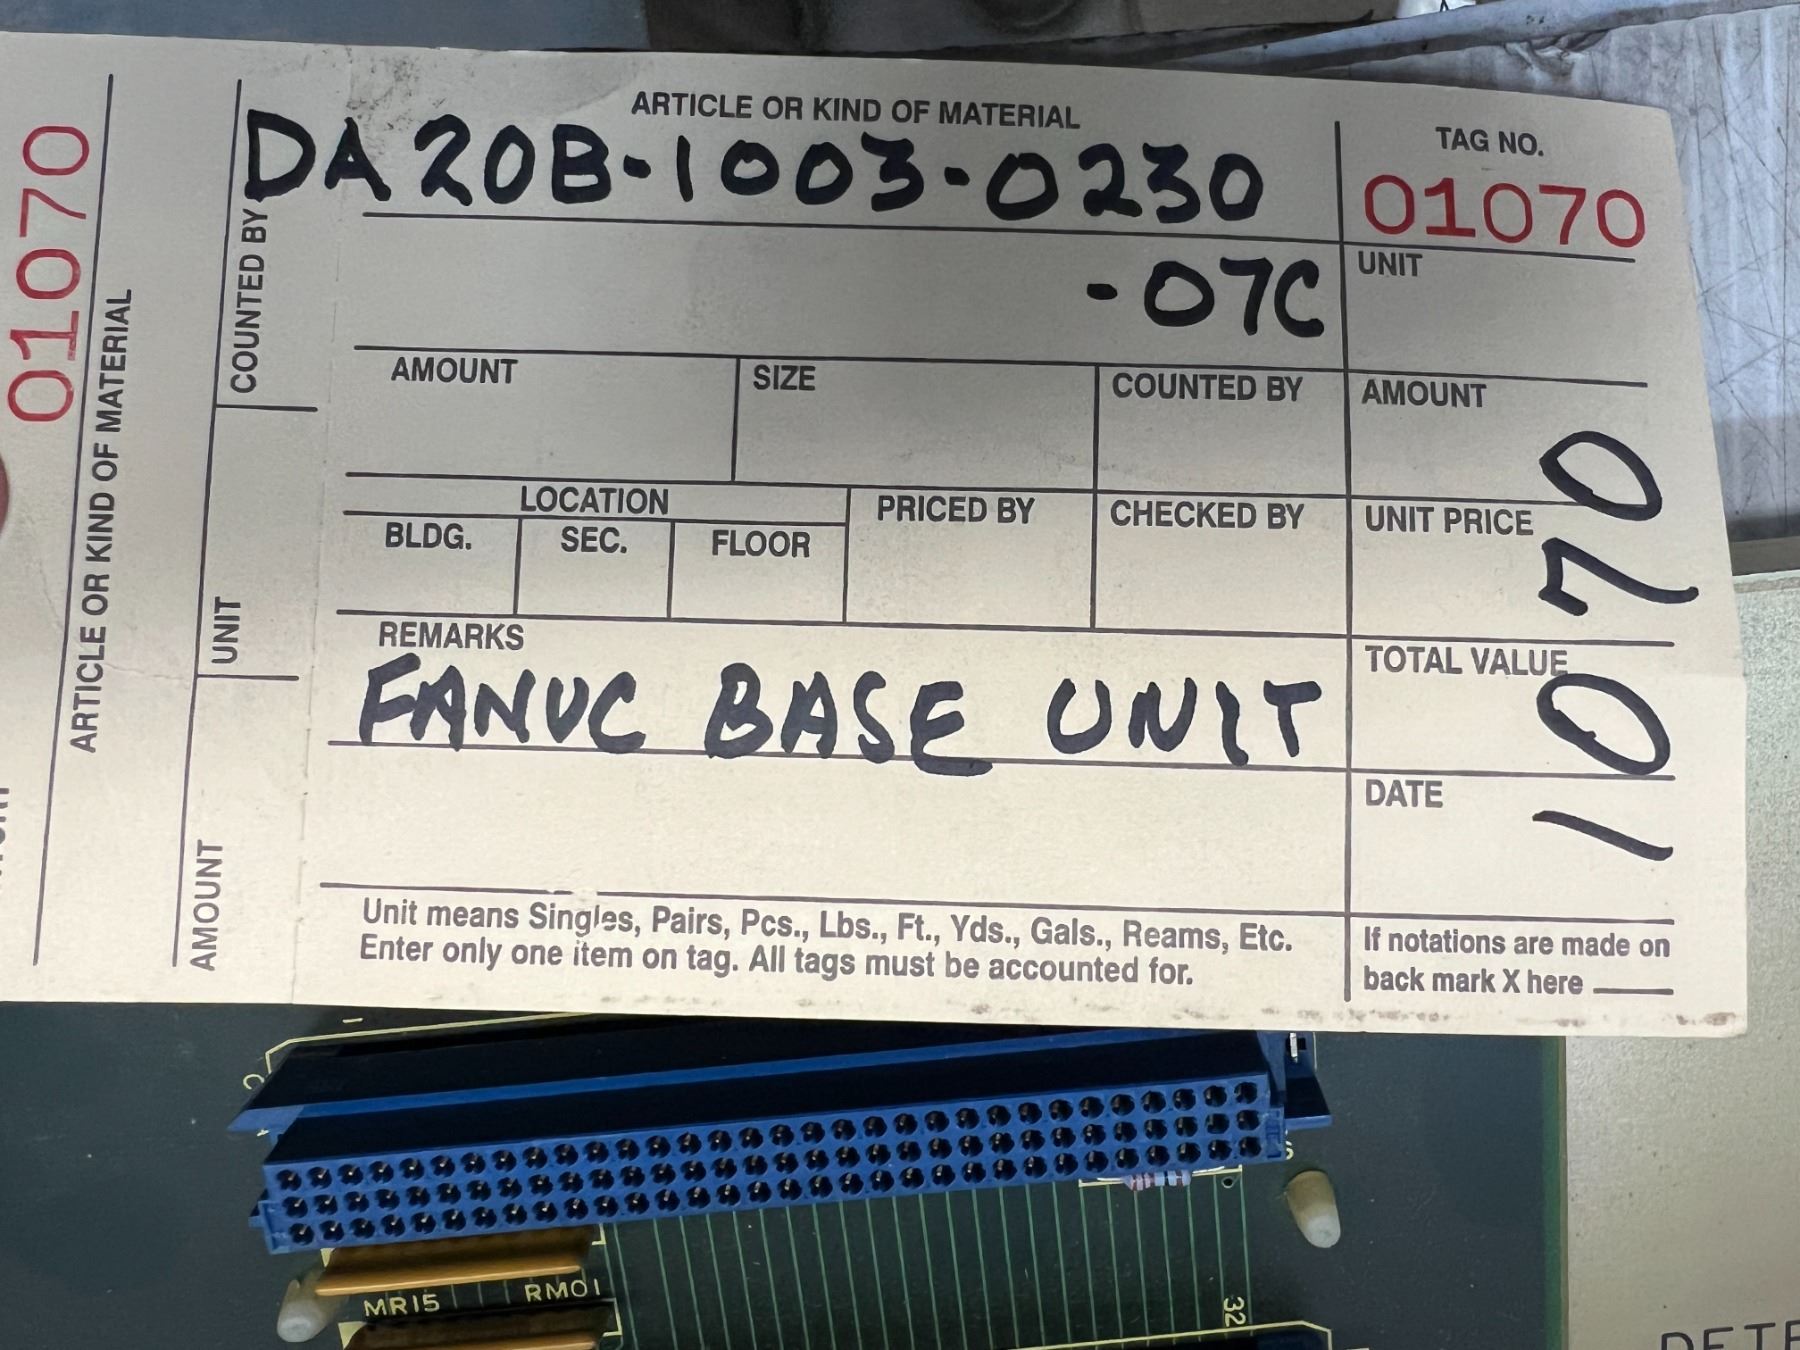 01070
ARTICLE OR KIND OF MATERIAL
COUNTED BY
UNIT
AMOUNT
ARTICLE OR KIND OF MATERIAL
DA20B-1003-0230
-07C
TAG NO.
01070
UNIT
AMOUNT
SIZE
COUNTED BY
AMOUNT
LOCATION
BLDG. SEC. FLOOR
PRICED BY
CHECKED BY
UNIT PRICE
REMARKS
FANUC BASE UNIT
TOTAL VALUE
DATE
1070
Unit means Singles, Pairs, Pcs., Lbs., Ft., Yds., Gals., Reams, Etc.
Enter only one item on tag. All tags must be accounted for.
If notations are made on
back mark X here
MR15 RM01
32